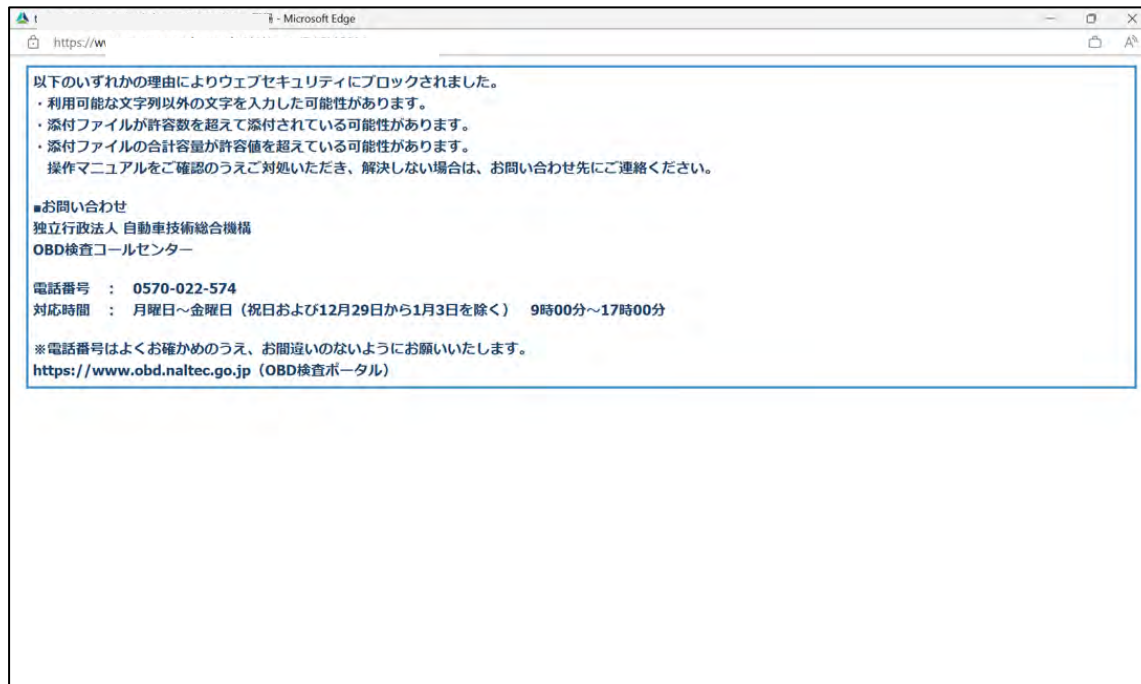 - Microsoft Edge
https://w
以下のいずれかの理由によりウェブセキュリティにブロックされました。
・利用可能な文字列以外の文字を入力した可能性があります。
・添付ファイルが許容数を超えて添付されている可能性があります。
・添付ファイルの合計容量が許容値を超えている可能性があります。
操作マニュアルをご確認のうえご対処いただき、解決しない場合は、お問い合わせ先にご連絡ください。
■お問い合わせ
独立行政法人 自動車技術総合機構
OBD検査コールセンター
電話番号 : 0570-022-574
対応時間 : 月曜日～金曜日（祝日および12月29日から1月3日を除く） 9時00分～17時00分
※電話番号はよくお確かめのうえ、お間違いのないようにお願いいたします。
https://www.obd.naltec.go.jp（OBD検査ポータル）